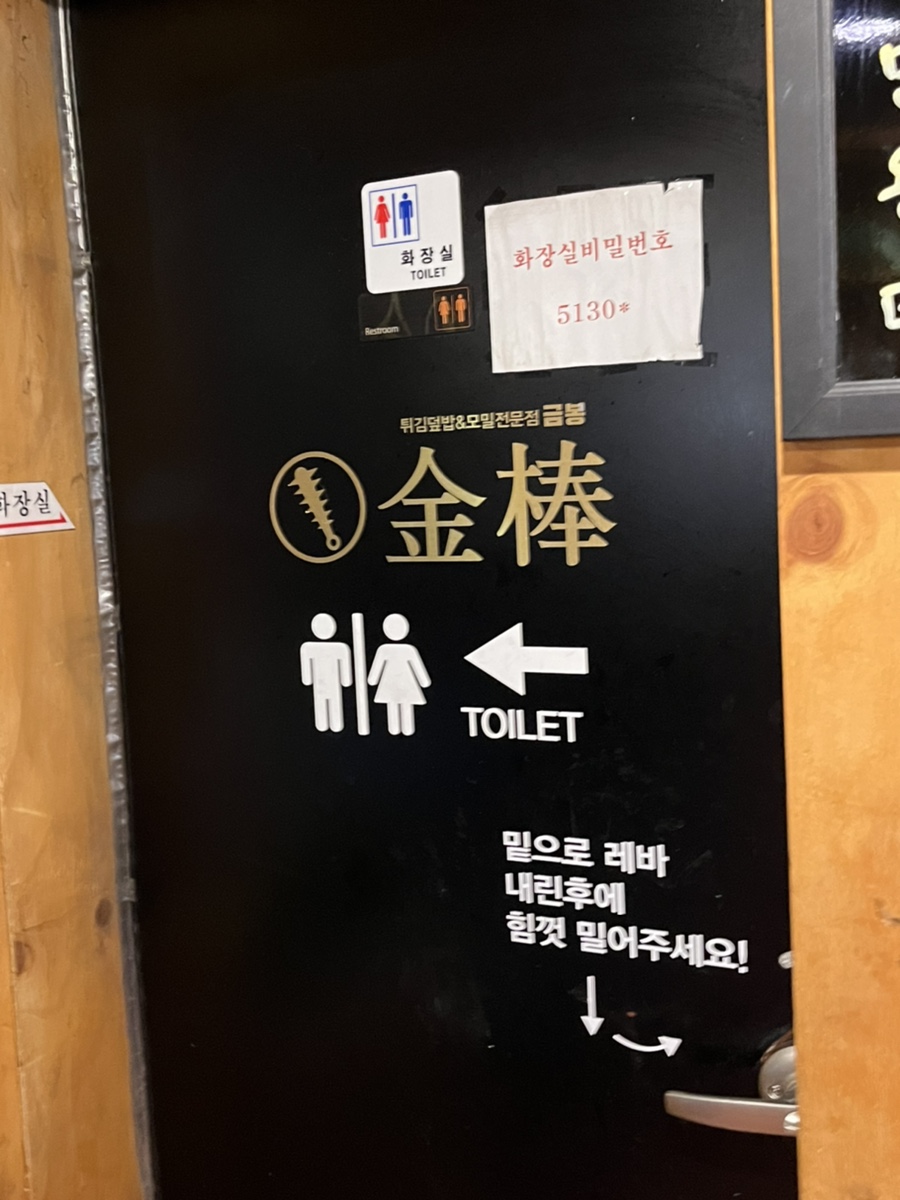 화장실
TOILET
Restroom
화장실비밀번호
5130*
튀김덮밥&모밀전문점 금봉
金棒
화장실
TOILET
밑으로 레바
내린후에
힘껏 밀어주세요!